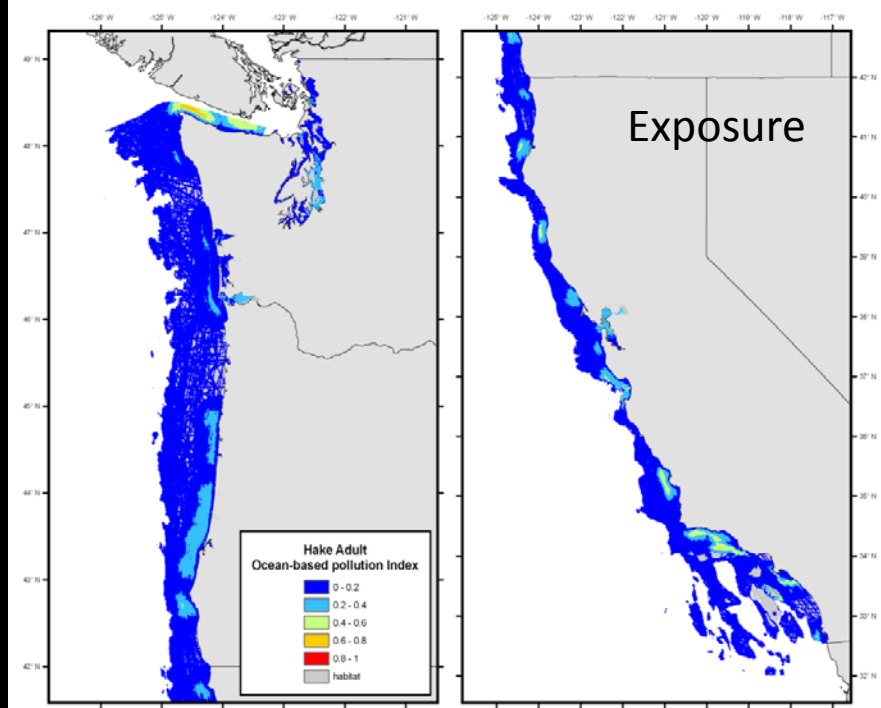 -126° W -125° W -124° W -123° W -122° W -121° W
49° N
48° N
47° N
46° N
45° N
44° N
43° N
42° N
Hake Adult
Ocean-based pollution Index
0 - 0.2
0.2 - 0.4
0.4 - 0.6
0.6 - 0.8
0.8 - 1
habitat
-125° W -124° W -123° W -122° W -121° W -120° W -119° W -118° W -117° W
Exposure
42° N
41° N
40° N
39° N
38° N
37° N
36° N
35° N
34° N
33° N
32° N